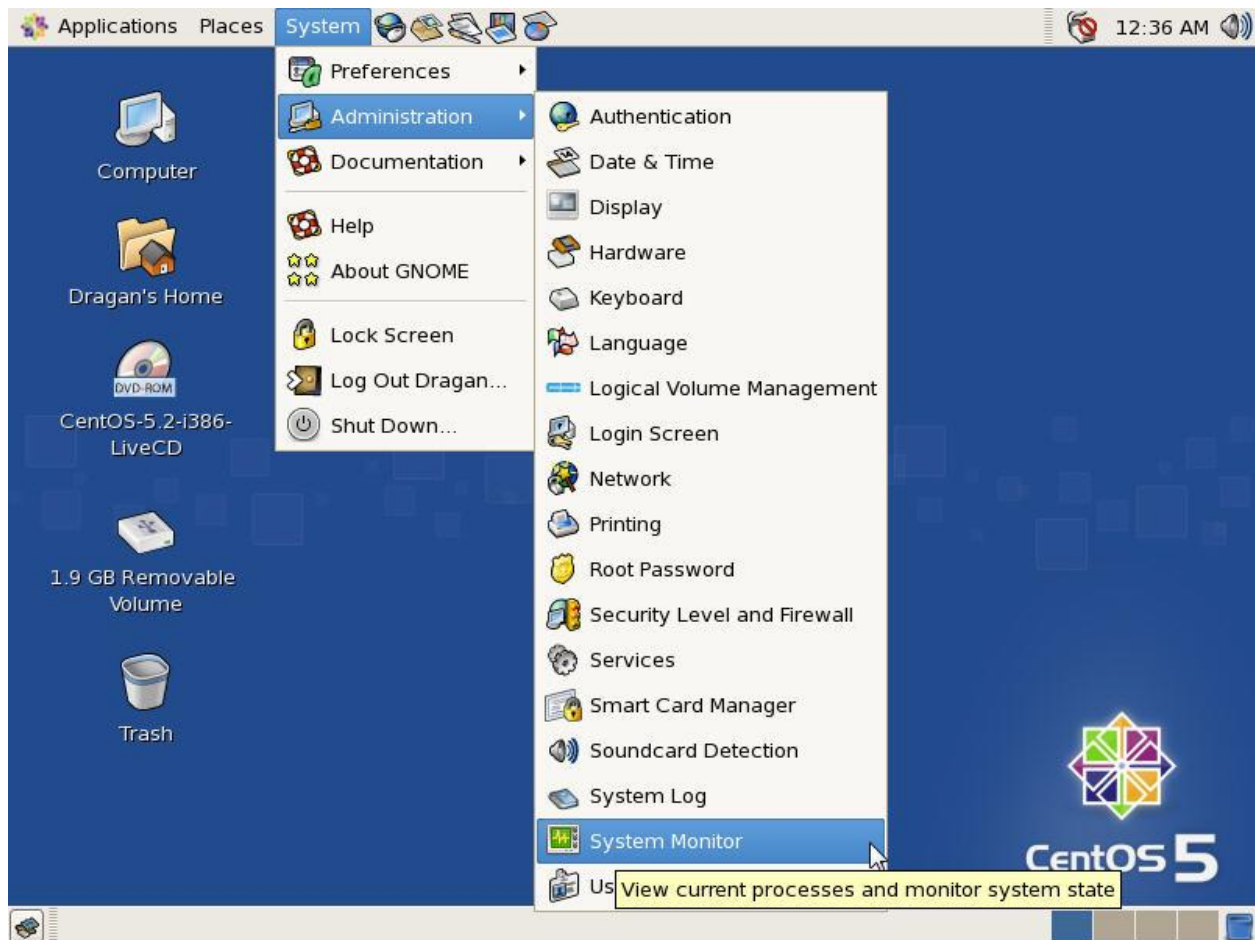 Applications Places System 12:36 AM
Preferences
Administration
Documentation
Help
About GNOME
Lock Screen
Log Out Dragan...
Shut Down...
Authentication
Date & Time
Display
Hardware
Keyboard
Language
Logical Volume Management
Login Screen
Network
Printing
Root Password
Security Level and Firewall
Services
Smart Card Manager
Soundcard Detection
System Log
System Monitor
Us
View current processes and monitor system state
Computer
Dragan's Home
DVD-ROM
CentOS-5.2-i386-
LiveCD
1.9 GB Removable
Volume
Trash
CentOS 5